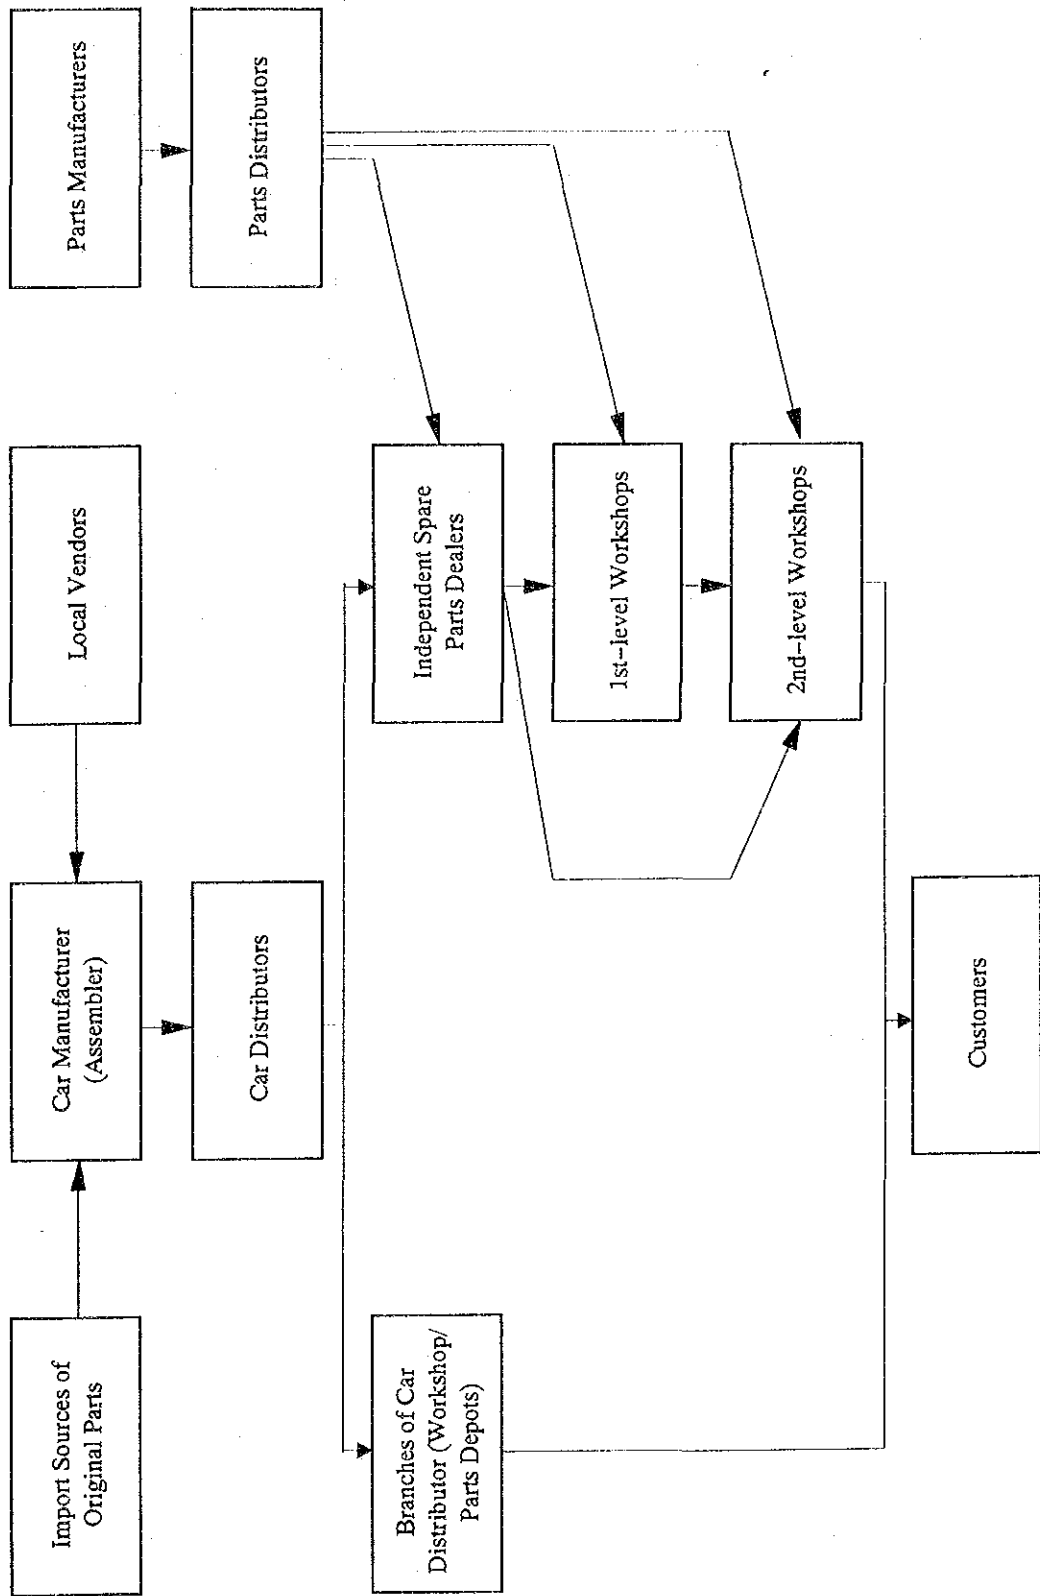 Import Sources of
Original Parts
Car Manufacturer
(Assembler)
Local Vendors
Parts Manufacturers
Car Distributors
Parts Distributors
Branches of Car
Distributor (Workshop/
Parts Depots)
Independent Spare
Parts Dealers
1st-level Workshops
2nd-level Workshops
Customers